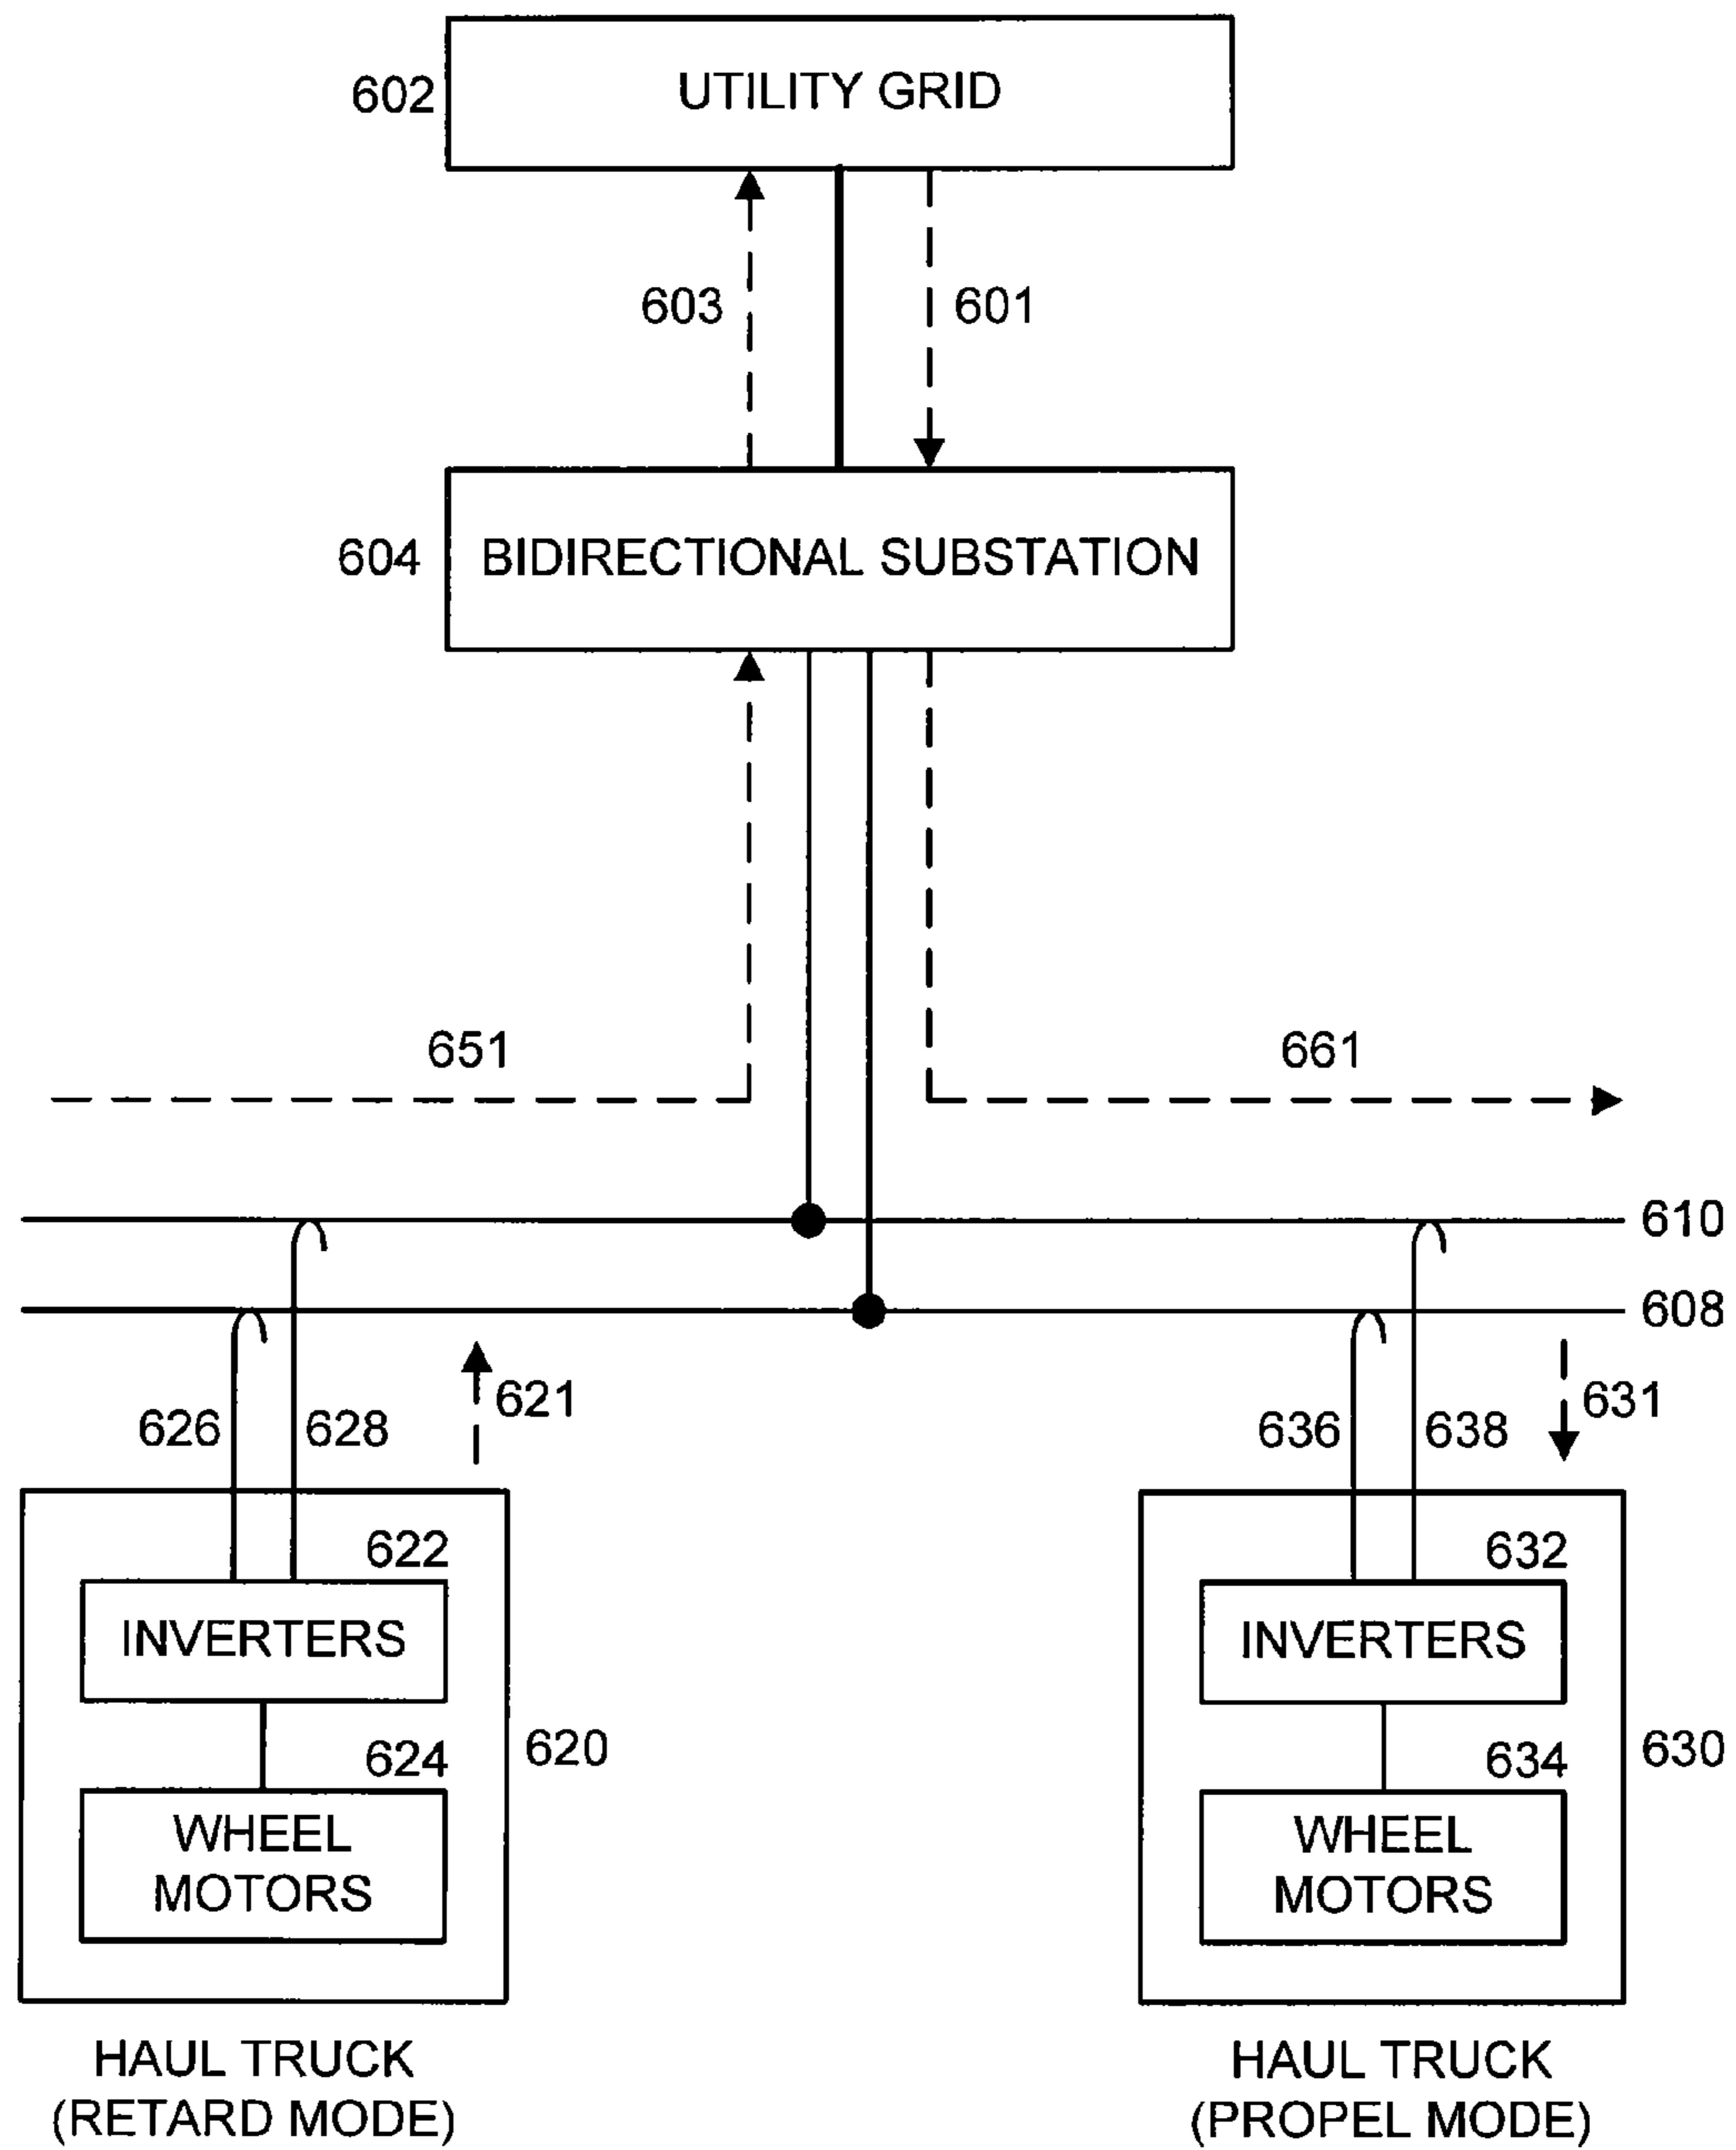 602
UTILITY GRID
603
601
604
BIDIRECTIONAL SUBSTATION
651
661
610
608
621
631
626
628
636
638
622
632
INVERTERS
INVERTERS
620
630
624
634
WHEEL
MOTORS
WHEEL
MOTORS
HAUL TRUCK
(RETARD MODE)
HAUL TRUCK
(PROPEL MODE)